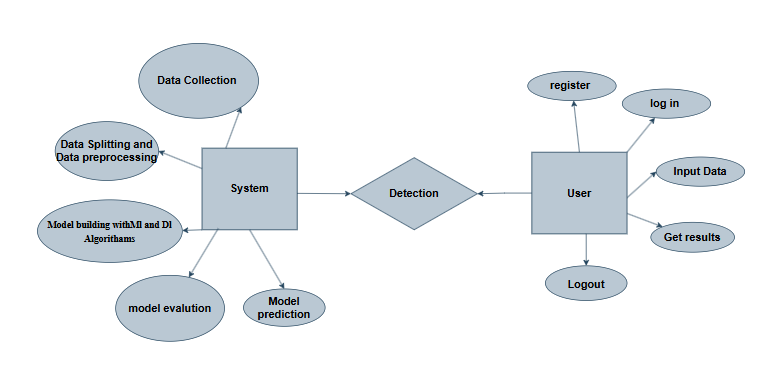 Data Collection
Data Splitting and
Data preprocessing
System
Model building withMl and Dl
Algorithams
model evalution
Model
prediction
Detection
register
log in
User
Input Data
Get results
Logout